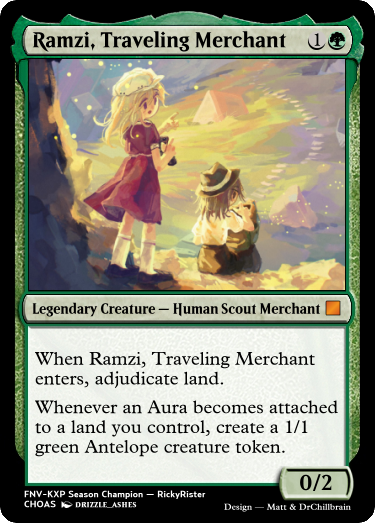 Ramzi, Traveling Merchant 1
Legendary Creature — Human Scout Merchant
When Ramzi, Traveling Merchant
enters, adjudicate land.
Whenever an Aura becomes attached
to a land you control, create a 1/1
green Antelope creature token.
0/2
FNV-KXP Season Champion — RickyRister
CHOAS DRIZZLE_ASHES
Design — Matt & DrChillbrain